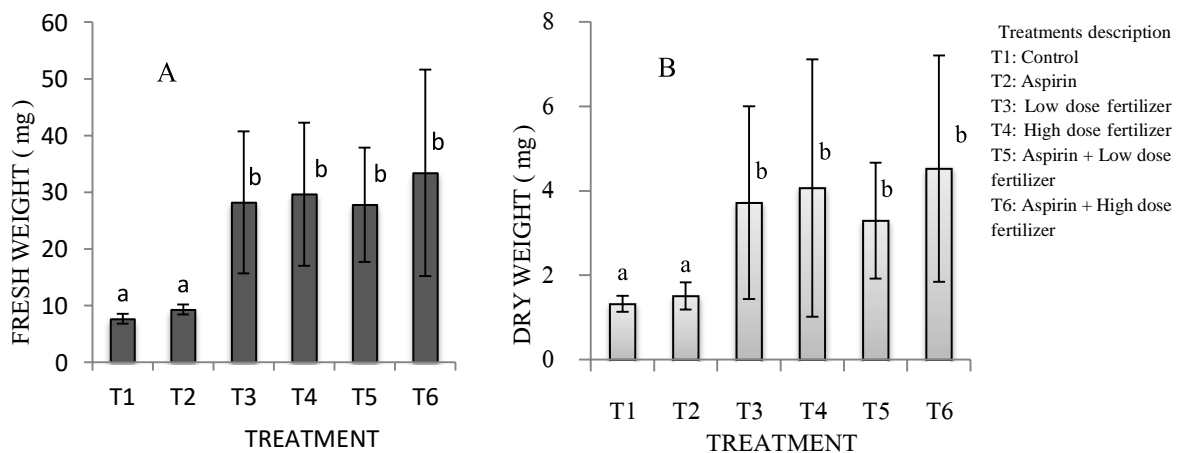 60
50
40
30
20
10
0
FRESH WEIGHT ( mg )
A
a
a
b
b
b
b
T1 T2 T3 T4 T5 T6
TREATMENT
8
6
4
2
0
DRY WEIGHT ( mg )
B
a
a
b
b
b
b
T1 T2 T3 T4 T5 T6
TREATMENT
Treatments description
T1: Control
T2: Aspirin
T3: Low dose fertilizer
T4: High dose fertilizer
T5: Aspirin + Low dose
fertilizer
T6: Aspirin + High dose
fertilizer